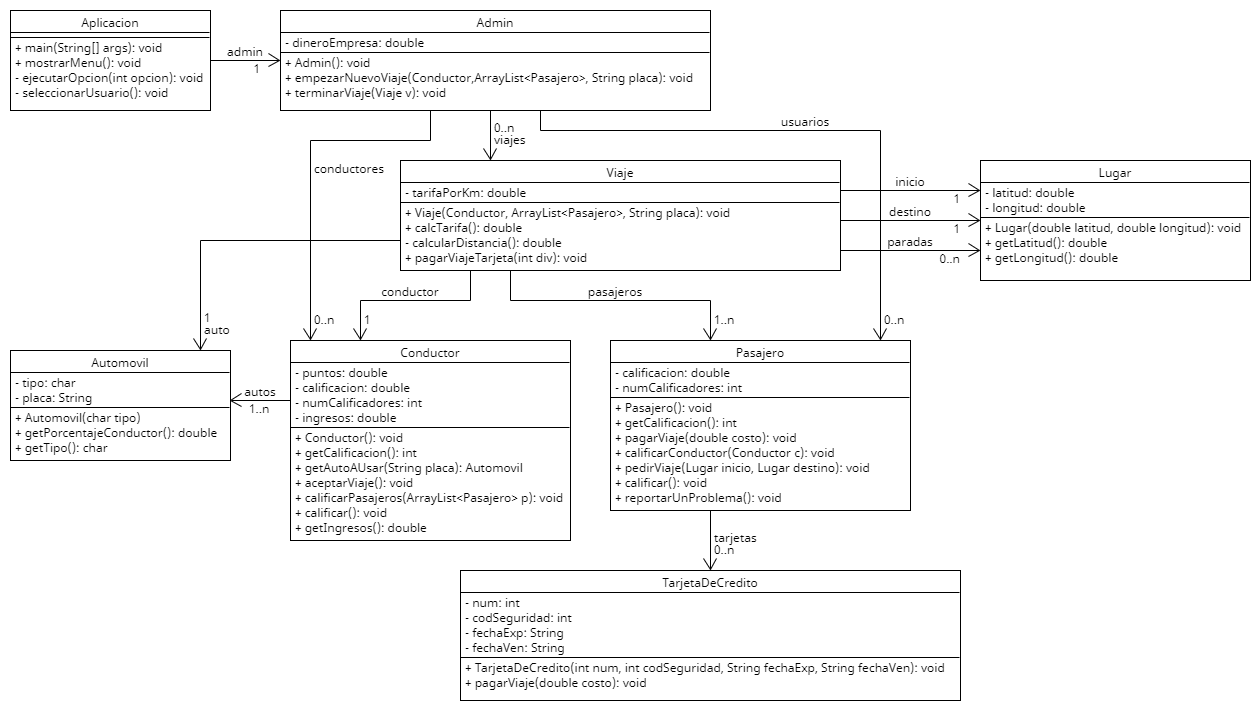 Aplicacion
+ main(String[] args): void
+ mostrarMenu(): void
- ejecutarOpcion(int opcion): void
- seleccionarUsuario(): void
admin
1
Admin
- dineroEmpresa: double
+ Admin(): void
+ empezarNuevoViaje(Conductor,ArrayList<Pasajero>, String placa): void
+ terminarViaje(Viaje v): void
conductores
0..n
0..n
viajes
usuarios
0..n
Viaje
- tarifaPorKm: double
+ Viaje(Conductor, ArrayList<Pasajero>, String placa): void
+ calcTarifa(): double
- calcularDistancia(): double
+ pagarViajeTarjeta(int div): void
inicio
1
destino
1
paradas
0..n
Lugar
- latitud: double
- longitud: double
+ Lugar(double latitud, double longitud): void
+ getLatitud(): double
+ getLongitud(): double
1
auto
conductor
1
pasajeros
1..n
Automovil
- tipo: char
- placa: String
+ Automovil(char tipo)
+ getPorcentajeConductor(): double
+ getTipo(): char
autos
1..n
Conductor
- puntos: double
- calificacion: double
- numCalificadores: int
- ingresos: double
+ Conductor(): void
+ getCalificacion(): int
+ getAutoAUsar(String placa): Automovil
+ aceptarViaje(): void
+ calificarPasajeros(ArrayList<Pasajero> p): void
+ calificar(): void
+ getIngresos(): double
Pasajero
- calificacion: double
- numCalificadores: int
+ Pasajero(): void
+ getCalificacion(): int
+ pagarViaje(double costo): void
+ calificarConductor(Conductor c): void
+ pedirViaje(Lugar inicio, Lugar destino): void
+ calificar(): void
+ reportarUnProblema(): void
tarjetas
0..n
TarjetaDeCredito
- num: int
- codSeguridad: int
- fechaExp: String
- fechaVen: String
+ TarjetaDeCredito(int num, int codSeguridad, String fechaExp, String fechaVen): void
+ pagarViaje(double costo): void